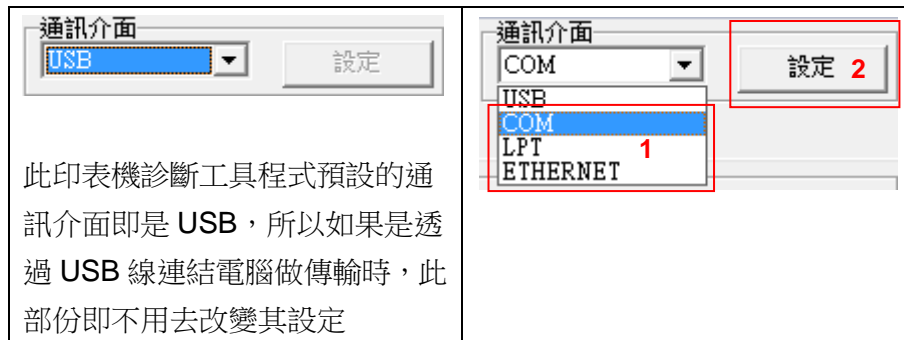 通訊介面
USB
設定
此印表機診斷工具程式預設的通
訊介面即是 USB,所以如果是透
過 USB 線連結電腦做傳輸時,此
部份即不用去改變其設定
通訊介面
COM
設定 2
USB
COM
LPT 1
ETHERNET